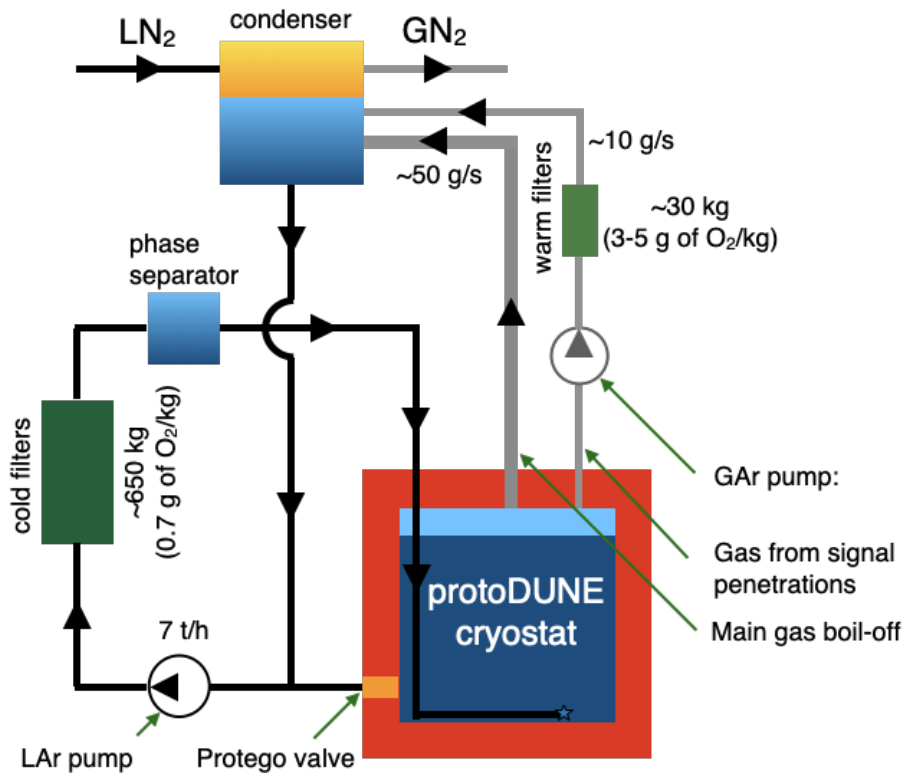 condenser
LN₂
GN₂
~10 g/s
~50 g/s
warm filters
~30 kg
(3-5 g of O₂/kg)
phase
separator
cold filters
~650 kg
(0.7 g of O₂/kg)
GAr pump:
Gas from signal
penetrations
Main gas boil-off
protoDUNE
cryostat
7 t/h
LAr pump
Protego valve